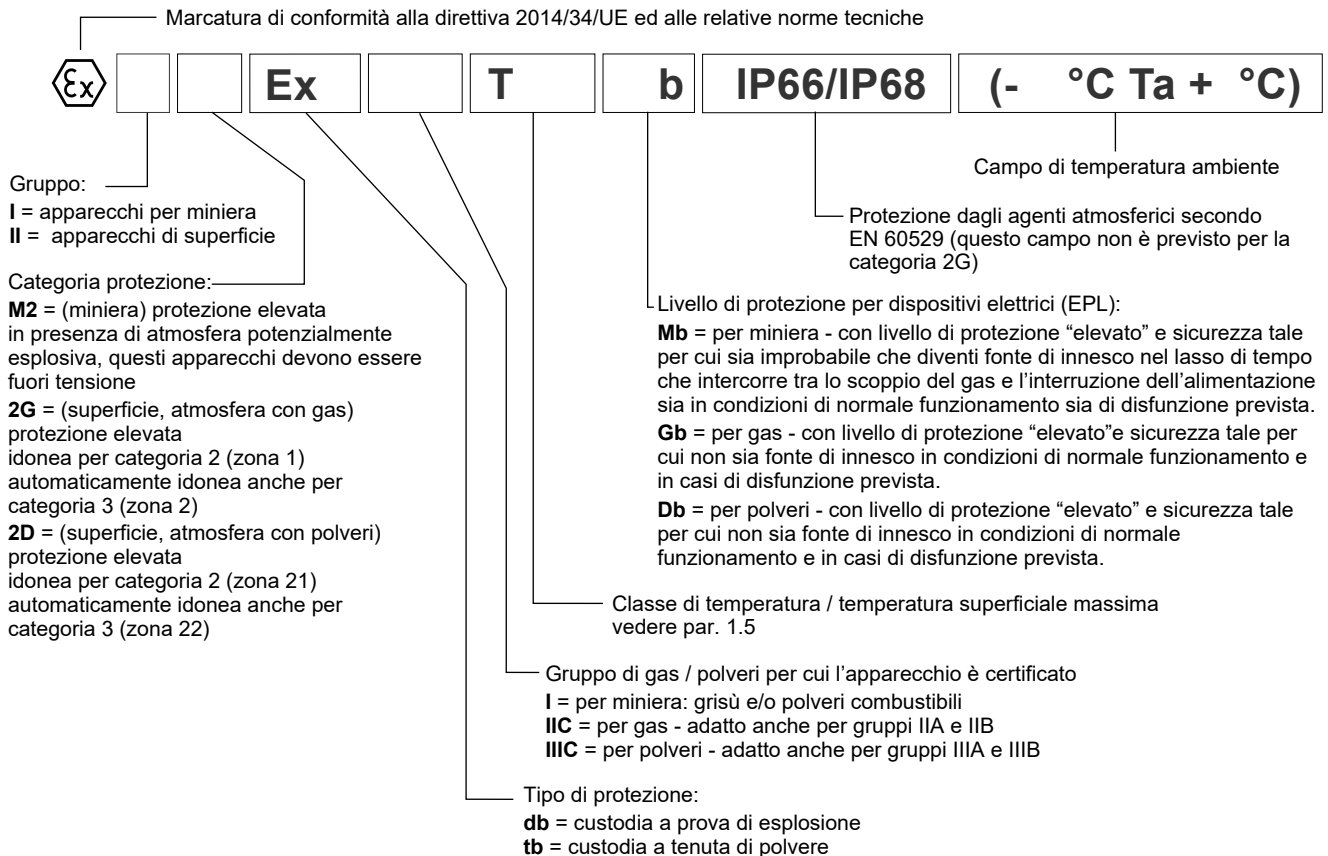 Marcatura di conformità alla direttiva 2014/34/UE ed alle relative norme tecniche
Ex Ex T b IP66/IP68 (- °C Ta + °C)
Campo di temperatura ambiente
Gruppo:
I = apparecchi per miniera
II = apparecchi di superficie
Protezione dagli agenti atmosferici secondo
EN 60529 (questo campo non è previsto per la
categoria 2G)
Categoria protezione:
M2 = (miniera) protezione elevata
in presenza di atmosfera potenzialmente
esplosiva, questi apparecchi devono essere
fuori tensione
2G = (superficie, atmosfera con gas)
protezione elevata
idonea per categoria 2 (zona 1)
automaticamente idonea anche per
categoria 3 (zona 2)
2D = (superficie, atmosfera con polveri)
protezione elevata
idonea per categoria 2 (zona 21)
automaticamente idonea anche per
categoria 3 (zona 22)
Livello di protezione per dispositivi elettrici (EPL):
Mb = per miniera - con livello di protezione “elevato” e sicurezza tale
per cui sia improbabile che diventi fonte di innesco nel lasso di tempo
che intercorre tra lo scoppio del gas e l’interruzione dell’alimentazione
sia in condizioni di normale funzionamento sia di disfunzione prevista.
Gb = per gas - con livello di protezione “elevato”e sicurezza tale per
cui non sia fonte di innesco in condizioni di normale funzionamento e
in casi di disfunzione prevista.
Db = per polveri - con livello di protezione “elevato” e sicurezza tale
per cui non sia fonte di innesco in condizioni di normale
funzionamento e in casi di disfunzione prevista.
Classe di temperatura / temperatura superficiale massima
vedere par. 1.5
Gruppo di gas / polveri per cui l’apparecchio è certificato
I = per miniera: grisù e/o polveri combustibili
IIC = per gas - adatto anche per gruppi IIA e IIB
IIIC = per polveri - adatto anche per gruppi IIIA e IIIB
Tipo di protezione:
db = custodia a prova di esplosione
tb = custodia a tenuta di polvere